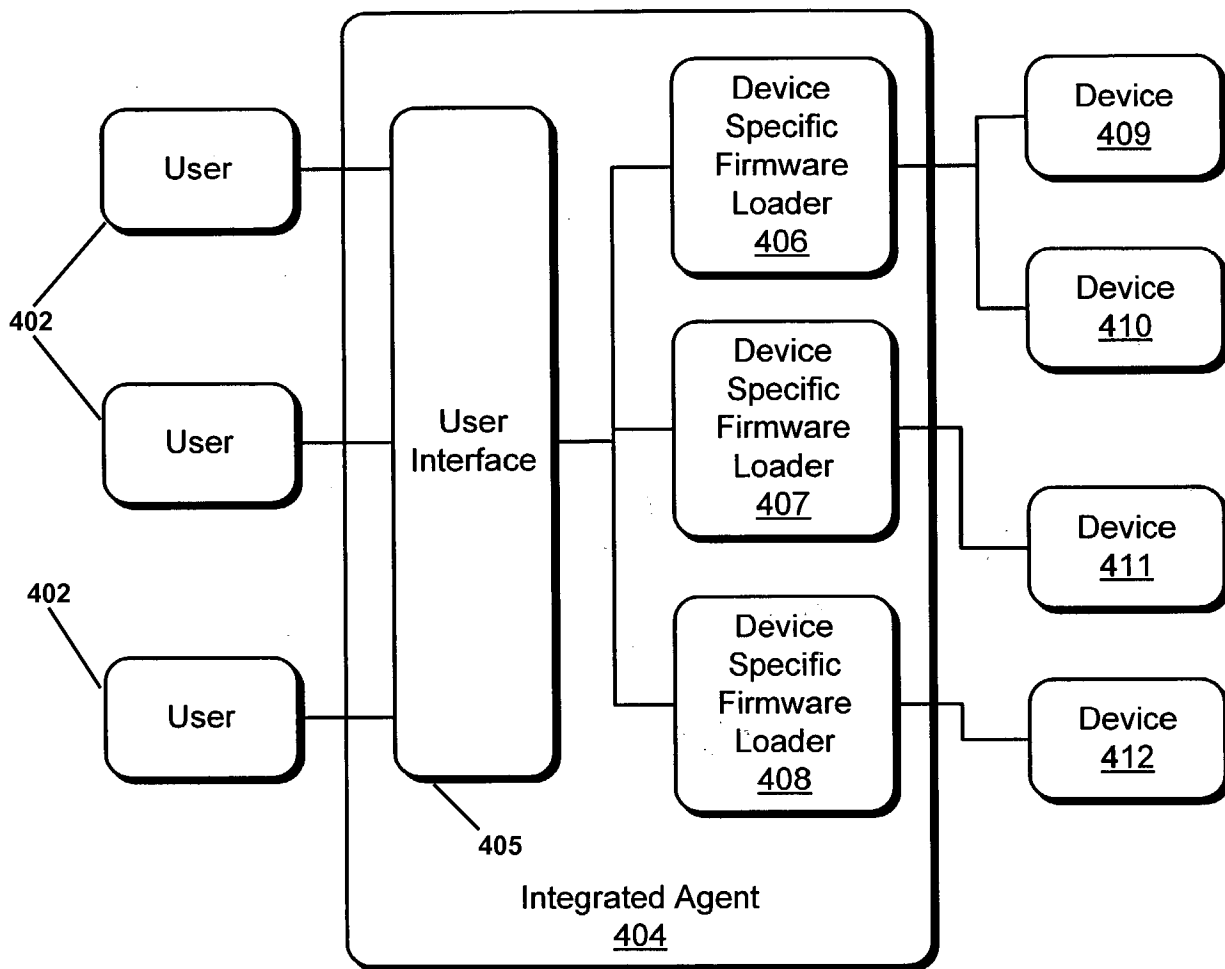 User
402
User
402
User
User
Interface
405
Device
Specific
Firmware
Loader
406
Device
Specific
Firmware
Loader
407
Device
Specific
Firmware
Loader
408
Integrated Agent
404
Device
409
Device
410
Device
411
Device
412